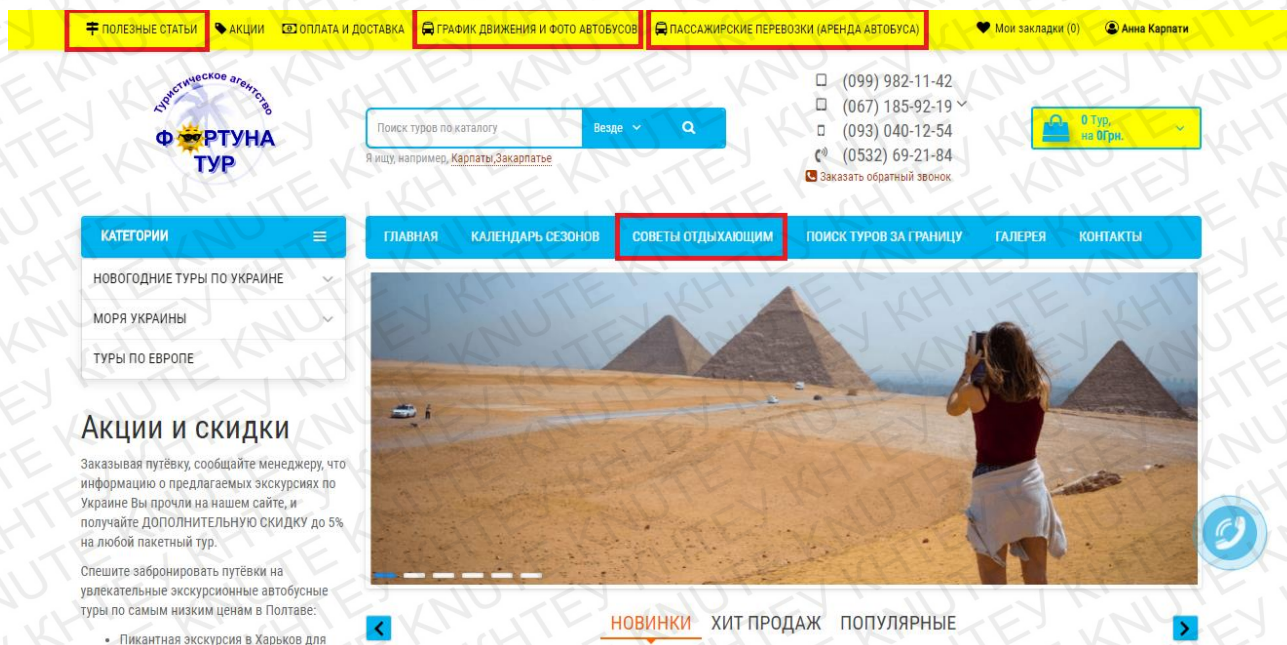 ПОЛЕЗНЫЕ СТАТЬИ АКЦИИ ОПЛАТА И ДОСТАВКА ГРАФИК ДВИЖЕНИЯ И ФОТО АВТОБУСОВ ПАССАЖИРСКИЕ ПЕРЕВОЗКИ (АРЕНДА АВТОБУСА) Мои закладки (0) Анна Карпати
Туристическое агентство
ФОРТУНА
ТУР
Поиск туров по каталогу Везде
Я ищу, например, Карпаты,Закарпатье
(099) 982-11-42
(067) 185-92-19
(093) 040-12-54
(0532) 69-21-84
Заказать обратный звонок
0 Тур,
на 0Грн.
КАТЕГОРИИ
ГЛАВНАЯ КАЛЕНДАРЬ СЕЗОНОВ СОВЕТЫ ОТДЫХАЮЩИМ ПОИСК ТУРОВ ЗА ГРАНИЦУ ГАЛЕРЕЯ КОНТАКТЫ
НОВОГОДНИЕ ТУРЫ ПО УКРАИНЕ
МОРЯ УКРАИНЫ
ТУРЫ ПО ЕВРОПЕ
Акции и скидки
Заказывая путёвку, сообщайте менеджеру, что
информацию о предлагаемых экскурсиях по
Украине Вы прочли на нашем сайте, и
получайте ДОПОЛНИТЕЛЬНУЮ СКИДКУ до 5%
на любой пакетный тур.
Спешите забронировать путёвки на
увлекательные экскурсионные автобусные
туры по самым низким ценам в Полтаве:
• Пикантная экскурсия в Харьков для
НОВИНКИ ХИТ ПРОДАЖ ПОПУЛЯРНЫЕ
KNUTE КНТЕУ